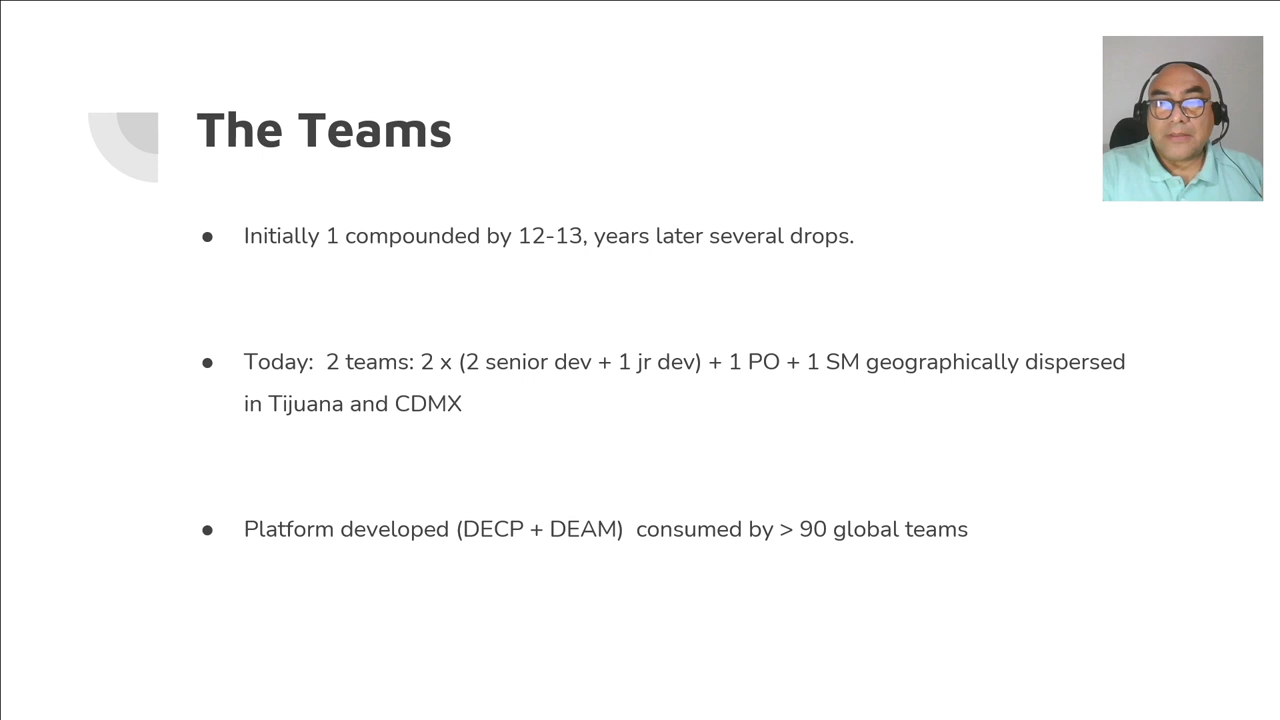 The Teams
● Initially 1 compounded by 12-13, years later several drops.
● Today:  2 teams: 2 x (2 senior dev + 1 jr dev) + 1 PO + 1 SM geographically dispersed
in Tijuana and CDMX
● Platform developed (DECP + DEAM)  consumed by > 90 global teams